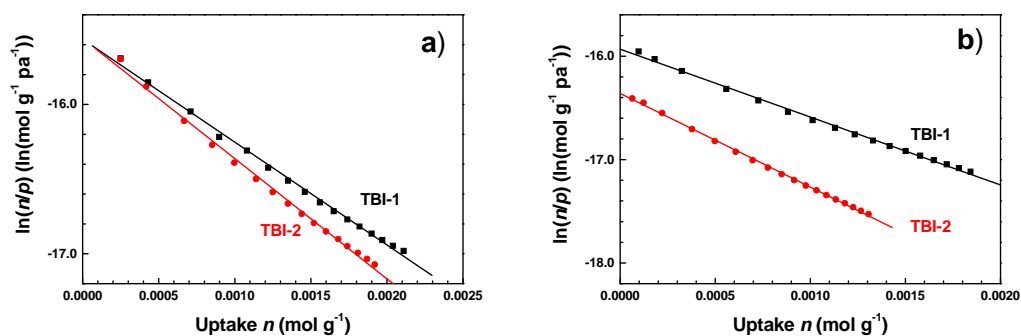 a)
ln(n/p) (ln(mol g⁻¹ pa⁻¹))
-16.0
-17.0
TBI-1
TBI-2
0.0000 0.0005 0.0010 0.0015 0.0020 0.0025
Uptake n (mol g⁻¹)
b)
ln(n/p) (ln(mol g⁻¹ pa⁻¹))
-16.0
-17.0
-18.0
TBI-1
TBI-2
0.0000 0.0005 0.0010 0.0015 0.0020
Uptake n (mol g⁻¹)